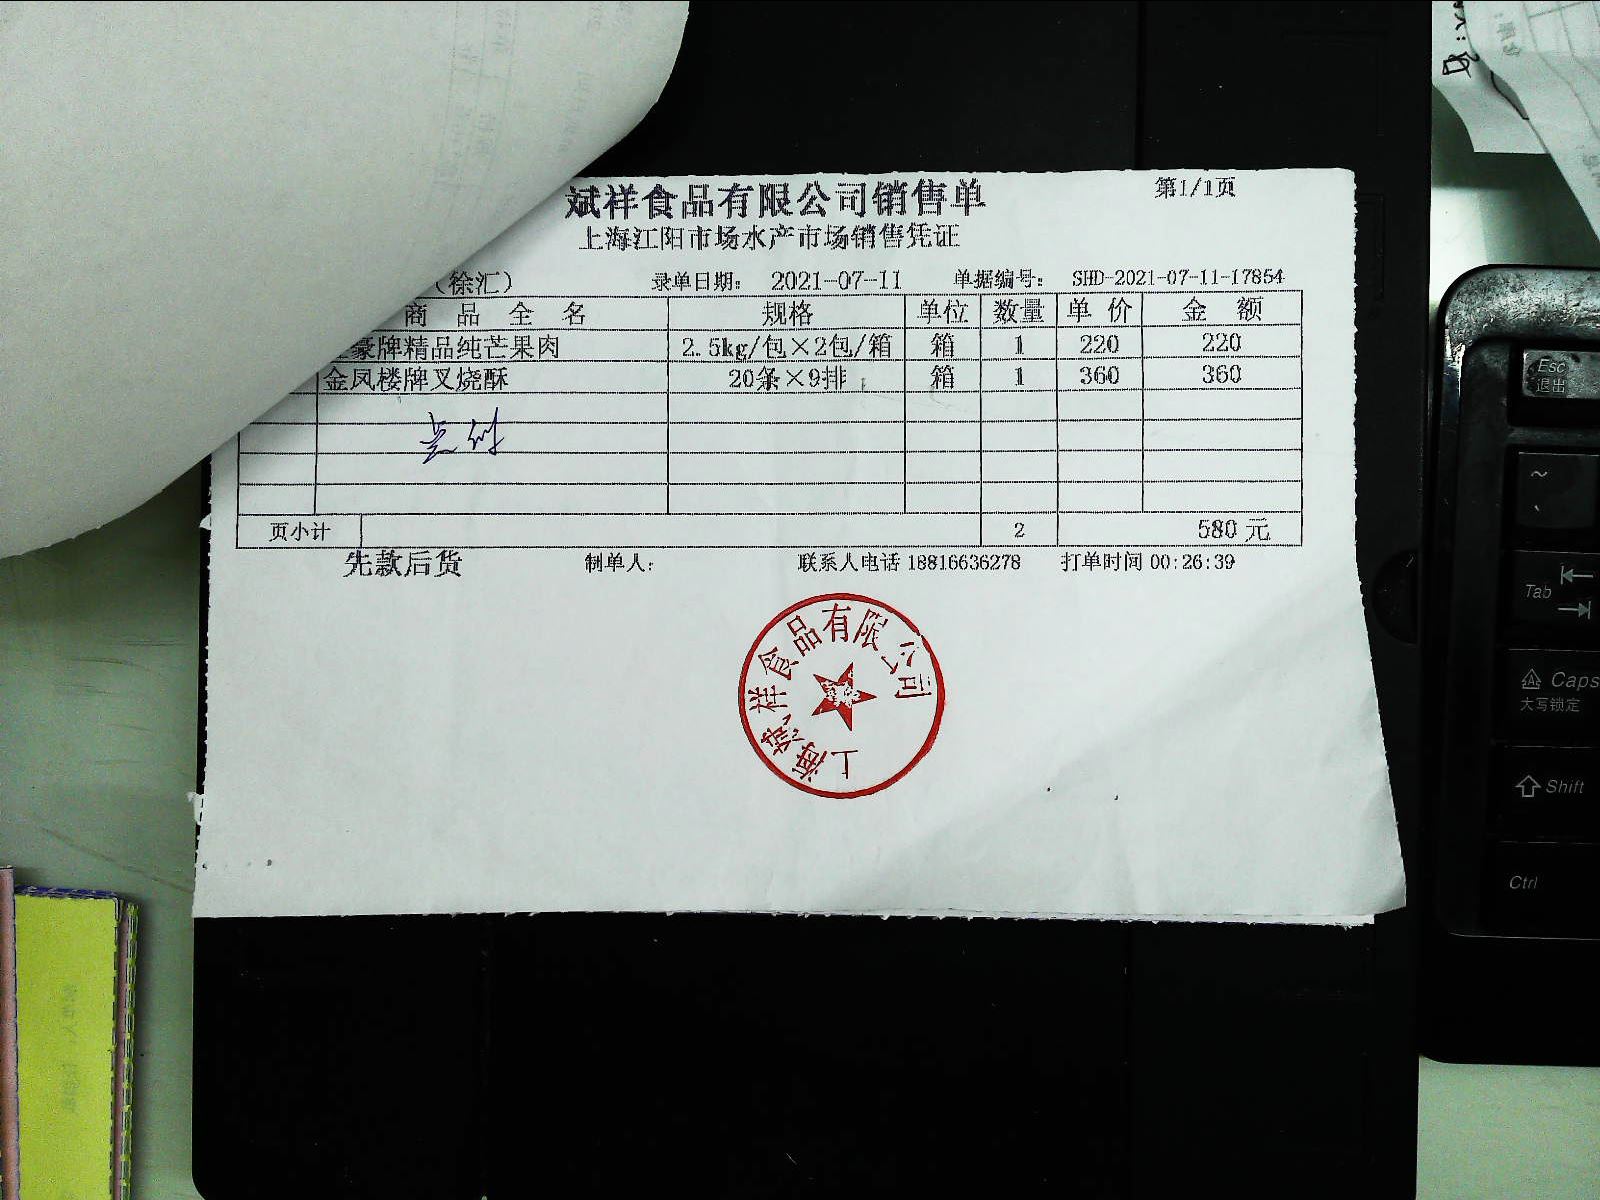 斌祥食品有限公司销售单
第1/1页
上海江阳市场水产市场销售凭证
（徐汇） 录单日期： 2021-07-11 单据编号： SHD-2021-07-11-17854
商 品 全 名 规格 单位 数量 单 价 金 额
豪牌精品纯芒果肉 2.5kg/包×2包/箱 箱 1 220 220
金凤楼牌叉烧酥 20条×9排 箱 1 360 360
页小计 2 580 元
先款后货 制单人： 联系人电话 18816636278 打单时间 00:26:39
上海斌祥食品有限公司
Esc
退出
~
Tab
Caps
大写锁定
Shift
Ctrl